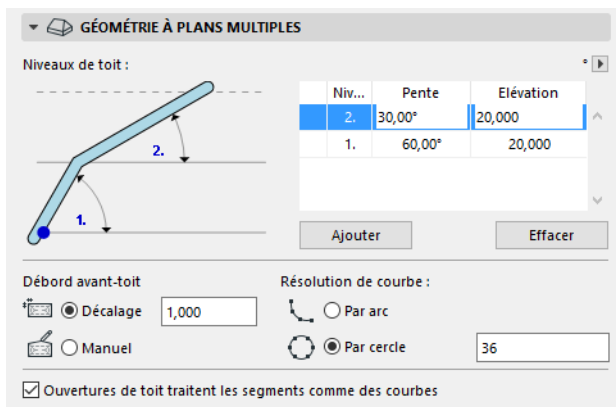 GÉOMÉTRIE À PLANS MULTIPLES
Niveaux de toit :
°
Niv... Pente Elévation
2. 30,00° 20,000
1. 60,00° 20,000
2.
1.
Ajouter Effacer
Débord avant-toit Résolution de courbe :
Décalage 1,000 Par arc
Manuel Par cercle 36
Ouvertures de toit traitent les segments comme des courbes